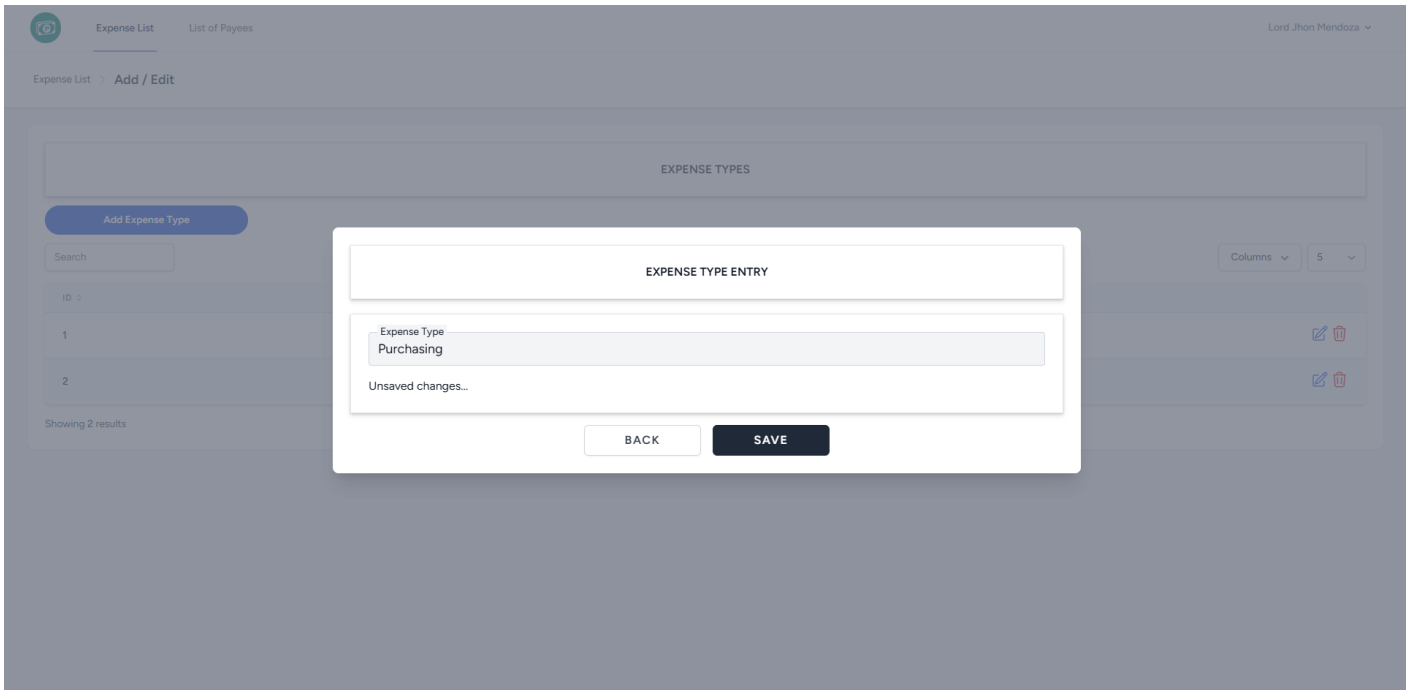 Expense List List of Payees Lord Jhon Mendoza
Expense List Add / Edit
EXPENSE TYPES
Add Expense Type
Search Columns 5
ID
1
2
Showing 2 results
EXPENSE TYPE ENTRY
Expense Type
Purchasing
Unsaved changes...
BACK SAVE